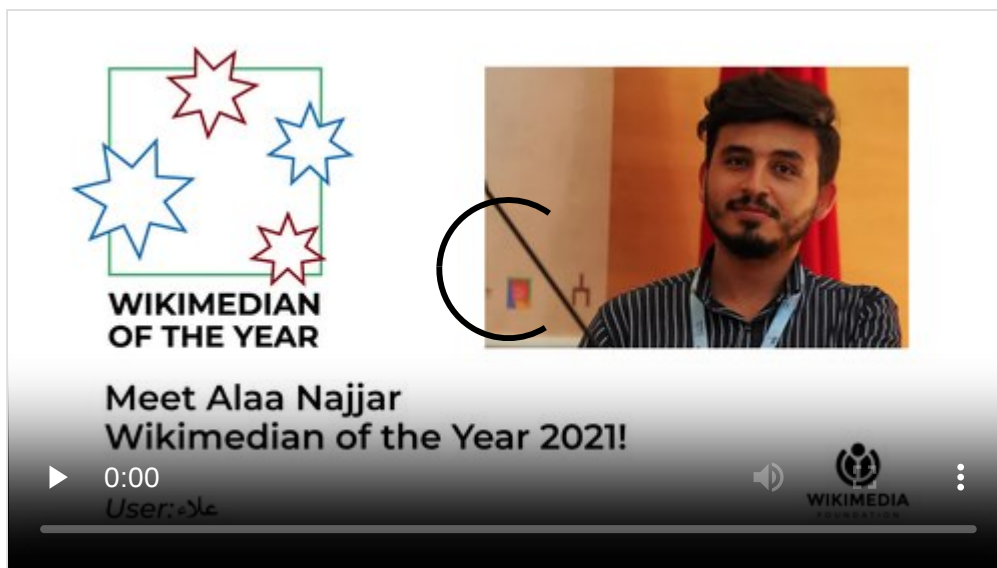 WIKIMEDIAN
OF THE YEAR
Meet Alaa Najjar
Wikimedian of the Year 2021!
0:00
User:علاء
WIKIMEDIA
FOUNDATION